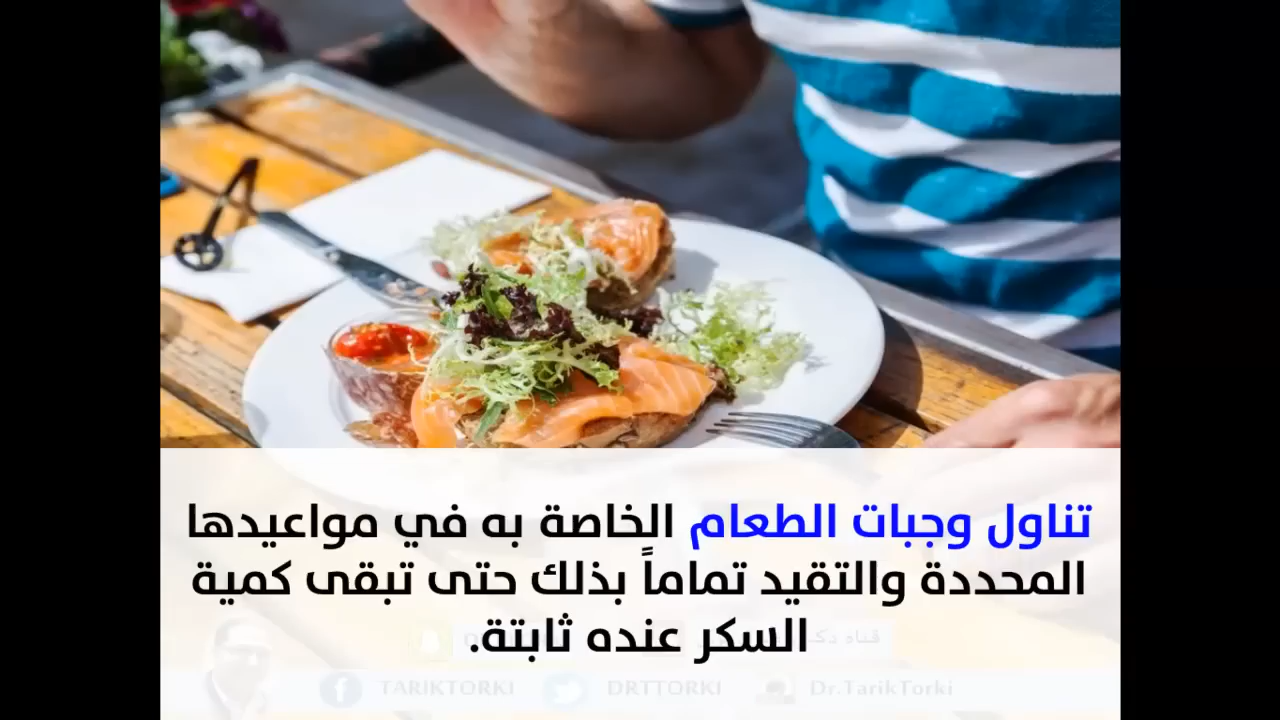 تناول وجبات الطعام الخاصة به في مواعيدها
المحددة والتقيد تماماً بذلك حتى تبقى كمية
السكر عنده ثابتة.
TARIKTORKI DRTTORKI Dr.TarikTorki